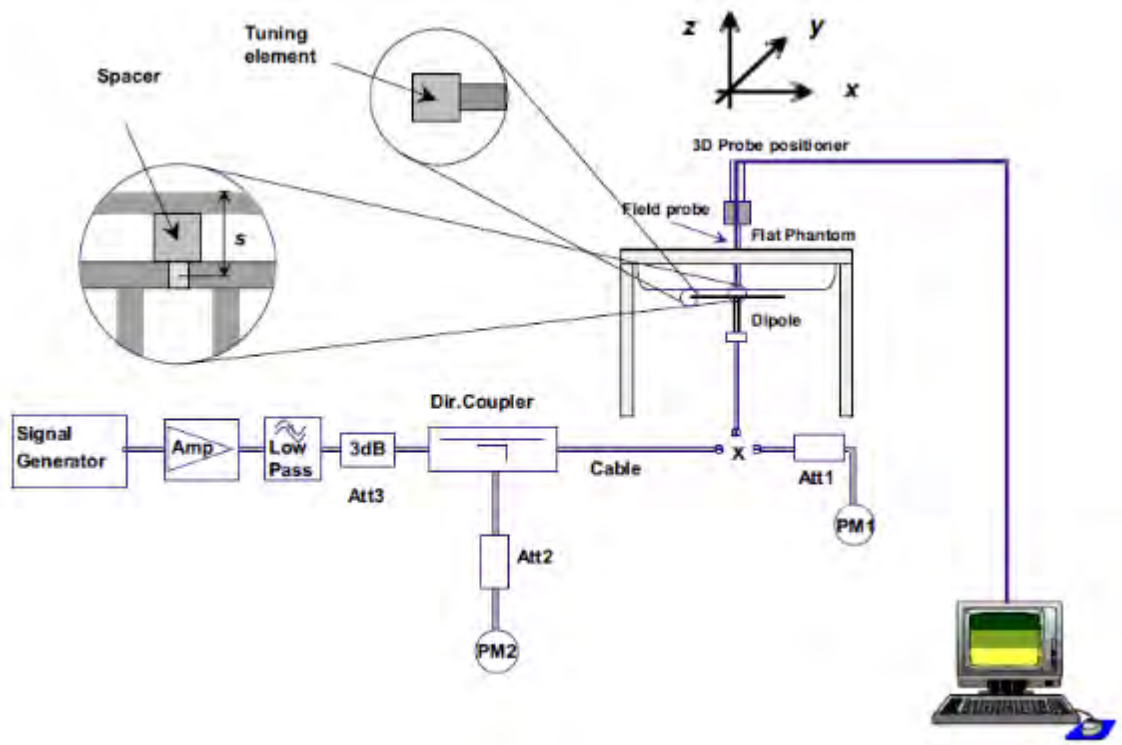 Tuning
element
Spacer
s
z
y
x
3D Probe positioner
Field probe
Flat Phantom
Dipole
Signal
Generator
Amp
Low
Pass
3dB
Att3
Dir.Coupler
Cable
x
Att1
PM1
Att2
PM2